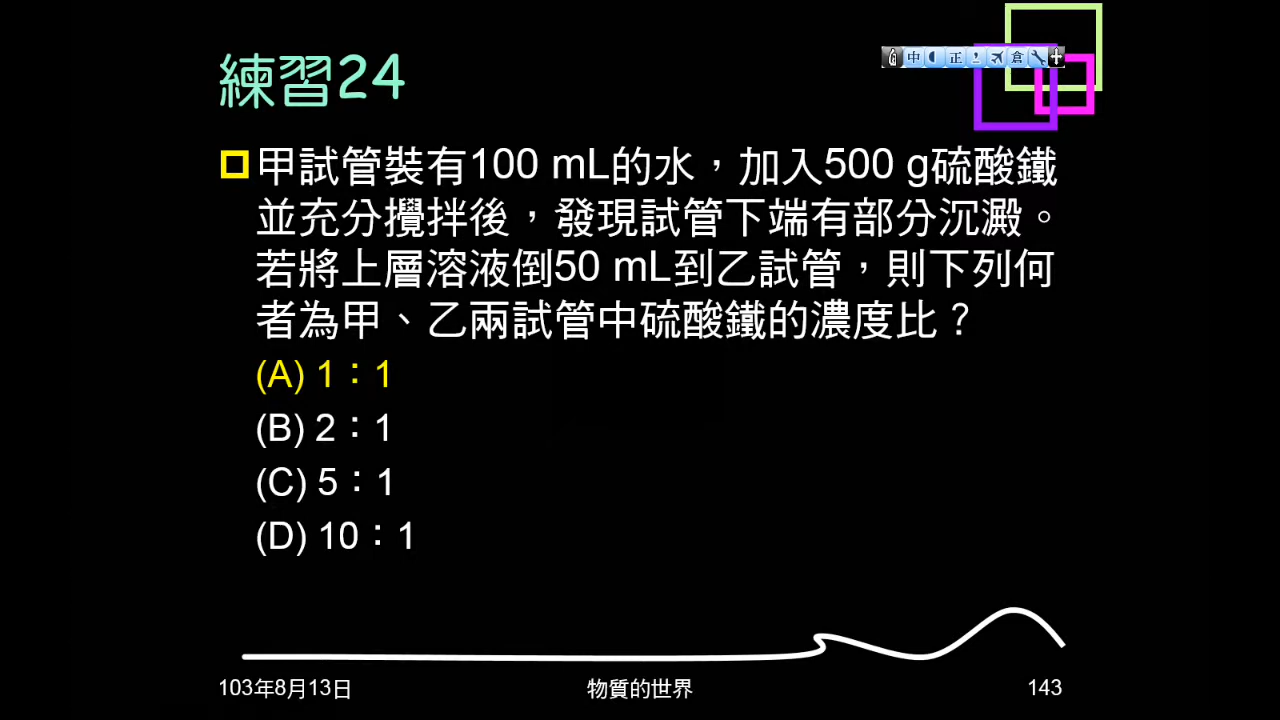 中 正 倉
練習24
甲試管裝有100 mL的水，加入500 g硫酸鐵
並充分攪拌後，發現試管下端有部分沉澱。
若將上層溶液倒50 mL到乙試管，則下列何
者為甲、乙兩試管中硫酸鐵的濃度比？
(A) 1：1
(B) 2：1
(C) 5：1
(D) 10：1
103年8月13日
物質的世界
143